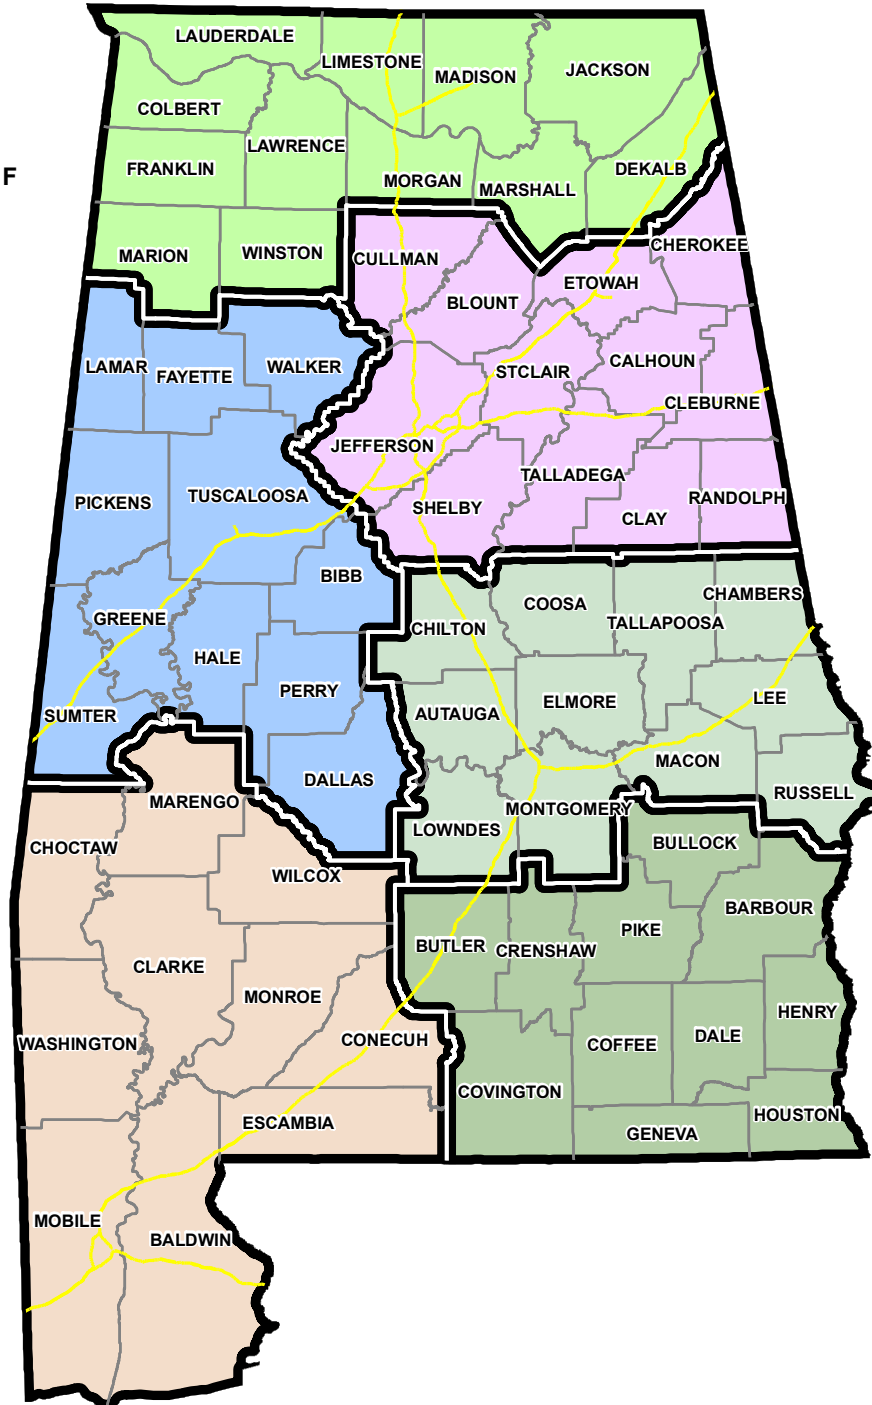 LAUDERDALE
LIMESTONE
MADISON
JACKSON
COLBERT
LAWRENCE
FRANKLIN
F
MORGAN
MARSHALL
DEKALB
MARION
WINSTON
CULLMAN
CHEROKEE
ETOWAH
BLOUNT
LAMAR
FAYETTE
WALKER
STCLAIR
CALHOUN
CLEBURNE
JEFFERSON
TALLADEGA
PICKENS
TUSCALOOSA
SHELBY
RANDOLPH
CLAY
BIBB
GREENE
COOSA
CHAMBERS
CHILTON
TALLAPOOSA
HALE
PERRY
SUMTER
AUTAUGA
ELMORE
LEE
DALLAS
MACON
RUSSELL
MARENGO
MONTGOMERY
LOWNDES
CHOCTAW
BULLOCK
WILCOX
BARBOUR
BUTLER
CRENSHAW
PIKE
CLARKE
MONROE
HENRY
WASHINGTON
CONECUH
COFFEE
DALE
COVINGTON
HOUSTON
ESCAMBIA
GENEVA
MOBILE
BALDWIN